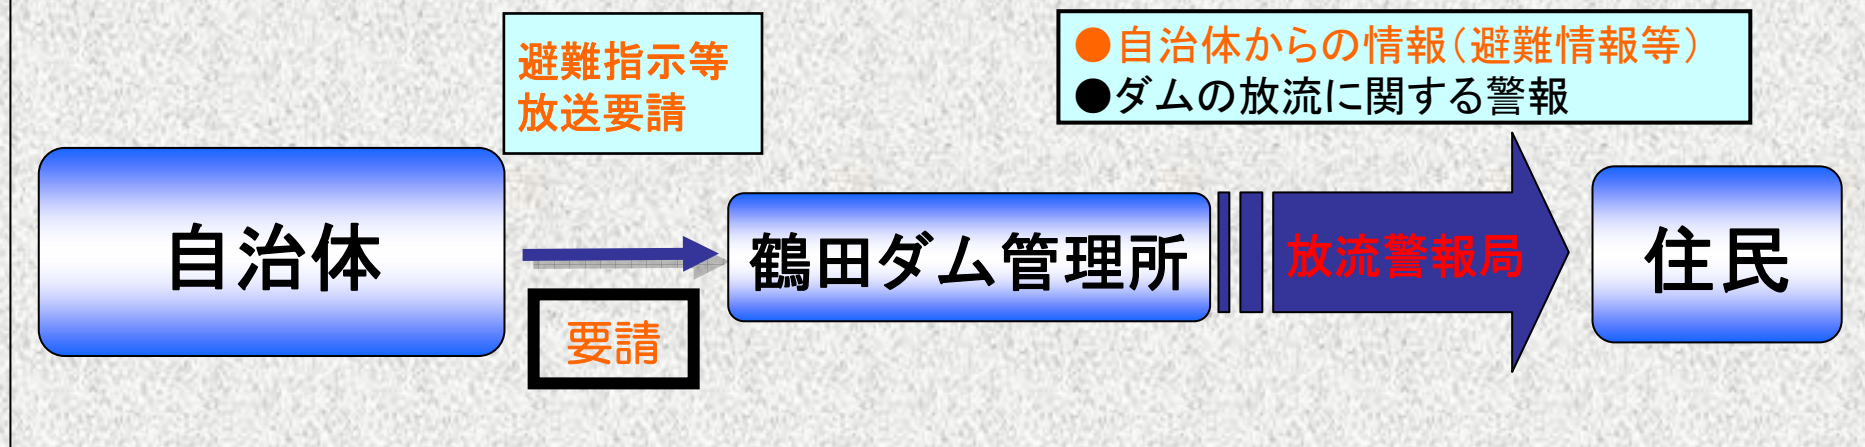 避難指示等
放送要請
●自治体からの情報（避難情報等）
●ダムの放流に関する警報
自治体
要請
鶴田ダム管理所
放流警報局
住民